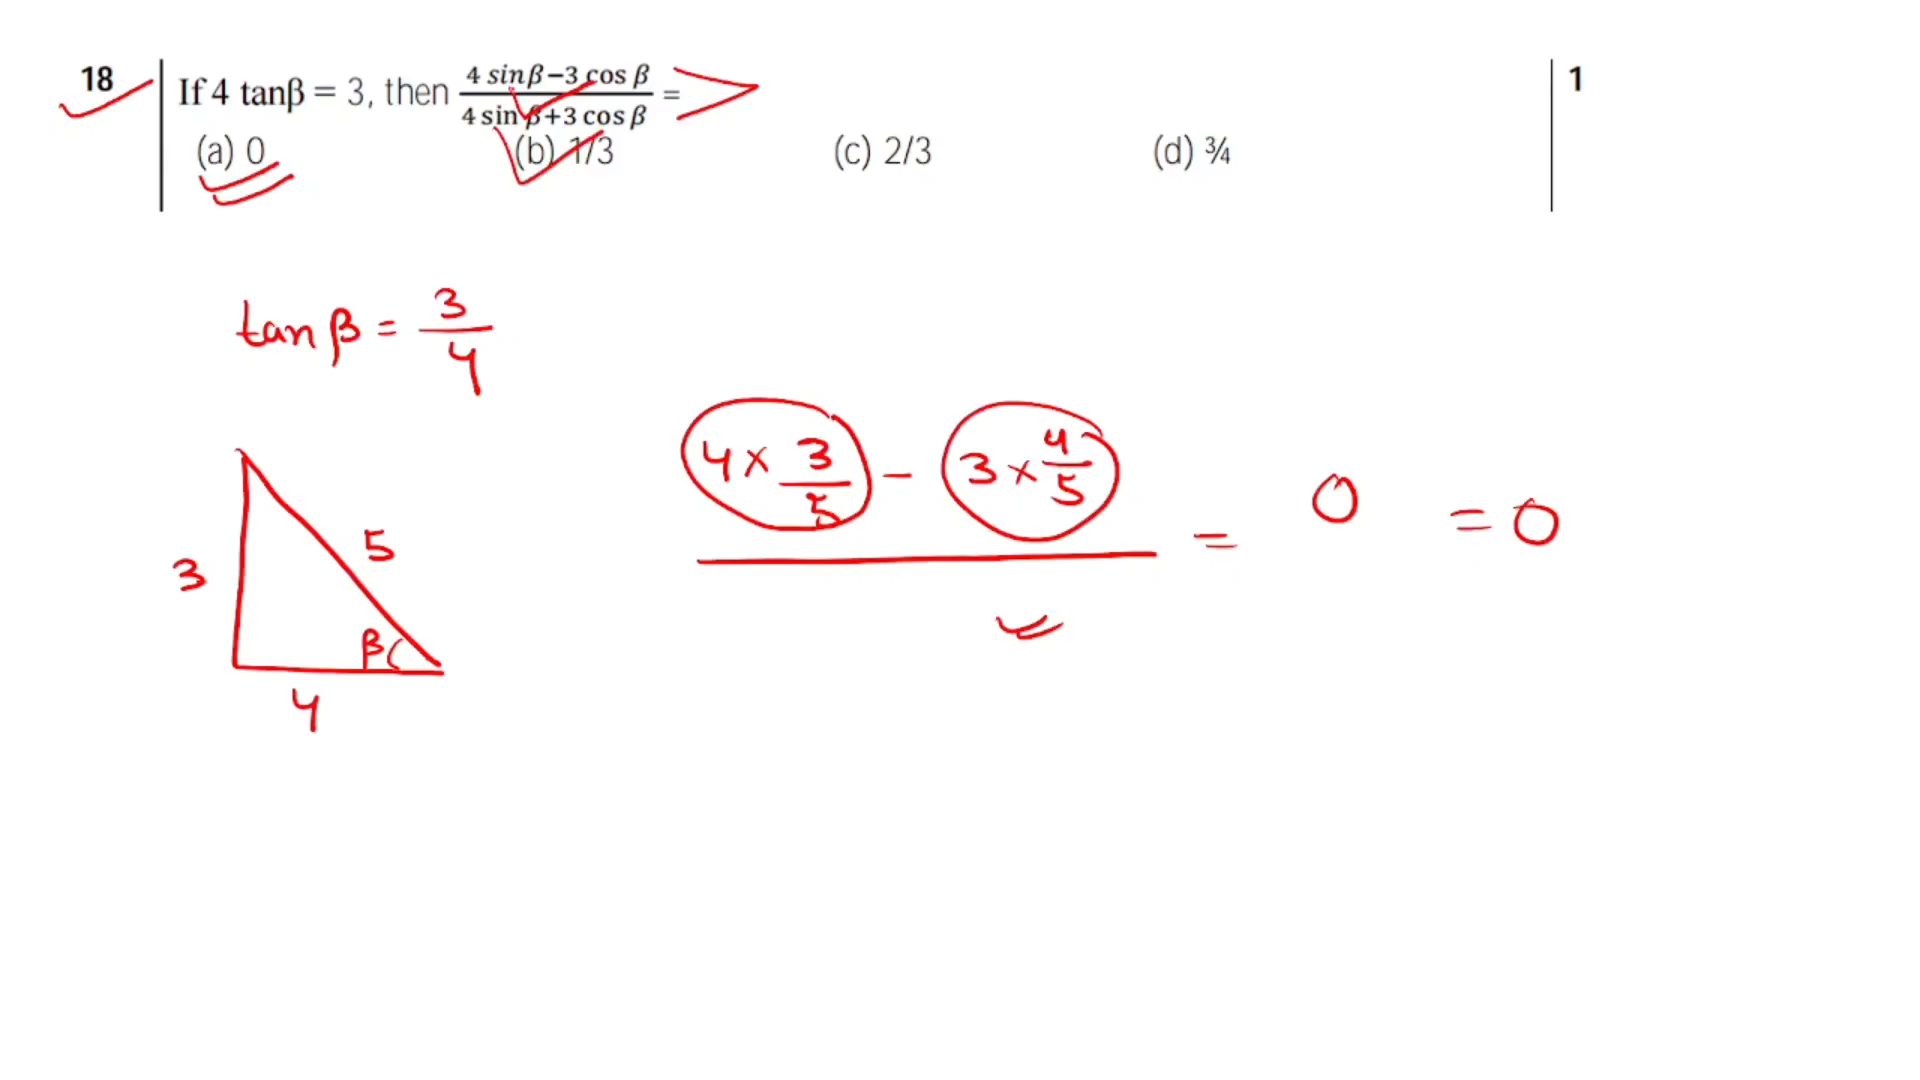 18 If 4 tanβ = 3, then (4 sinβ−3 cos β)/(4 sin β+3 cos β) = 1
(a) 0 (b) 1/3 (c) 2/3 (d) ¾
tan β = 3/4
4 × 3/5 − 3 × 4/5 = 0 = 0
3
5
β
4